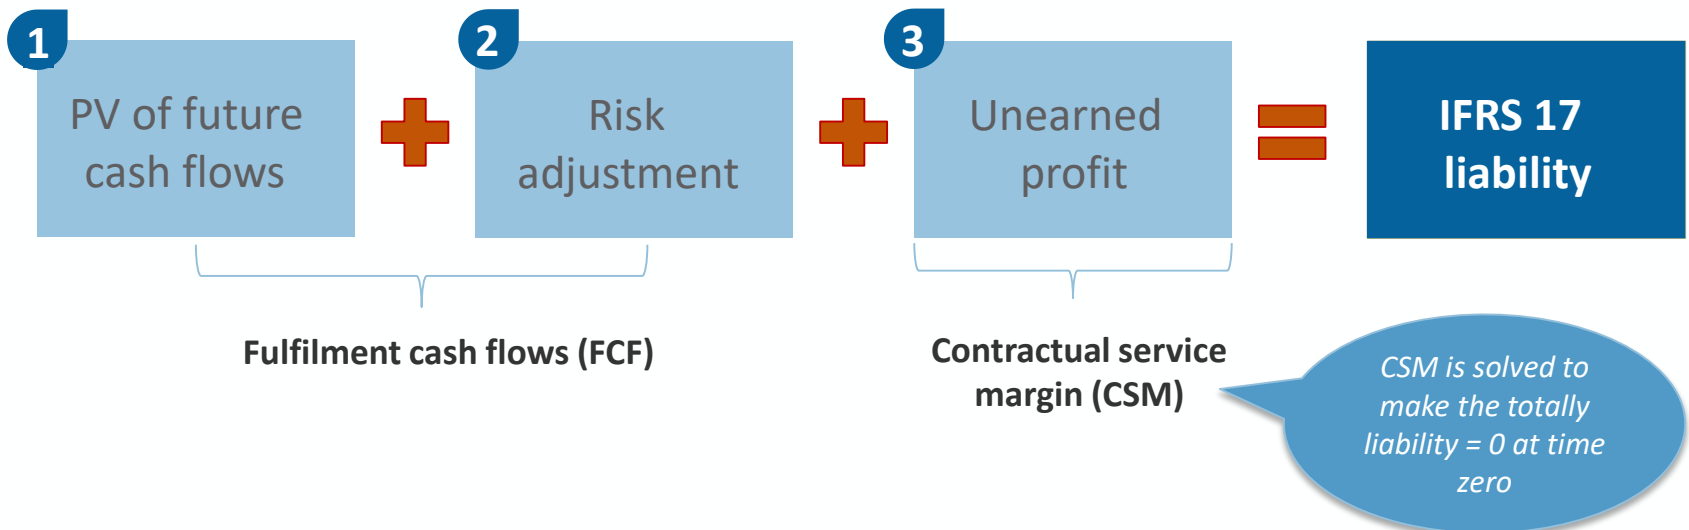 1
PV of future
cash flows
2
Risk
adjustment
3
Unearned
profit
IFRS 17
liability
Fulfilment cash flows (FCF)
Contractual service
margin (CSM)
CSM is solved to
make the totally
liability = 0 at time
zero